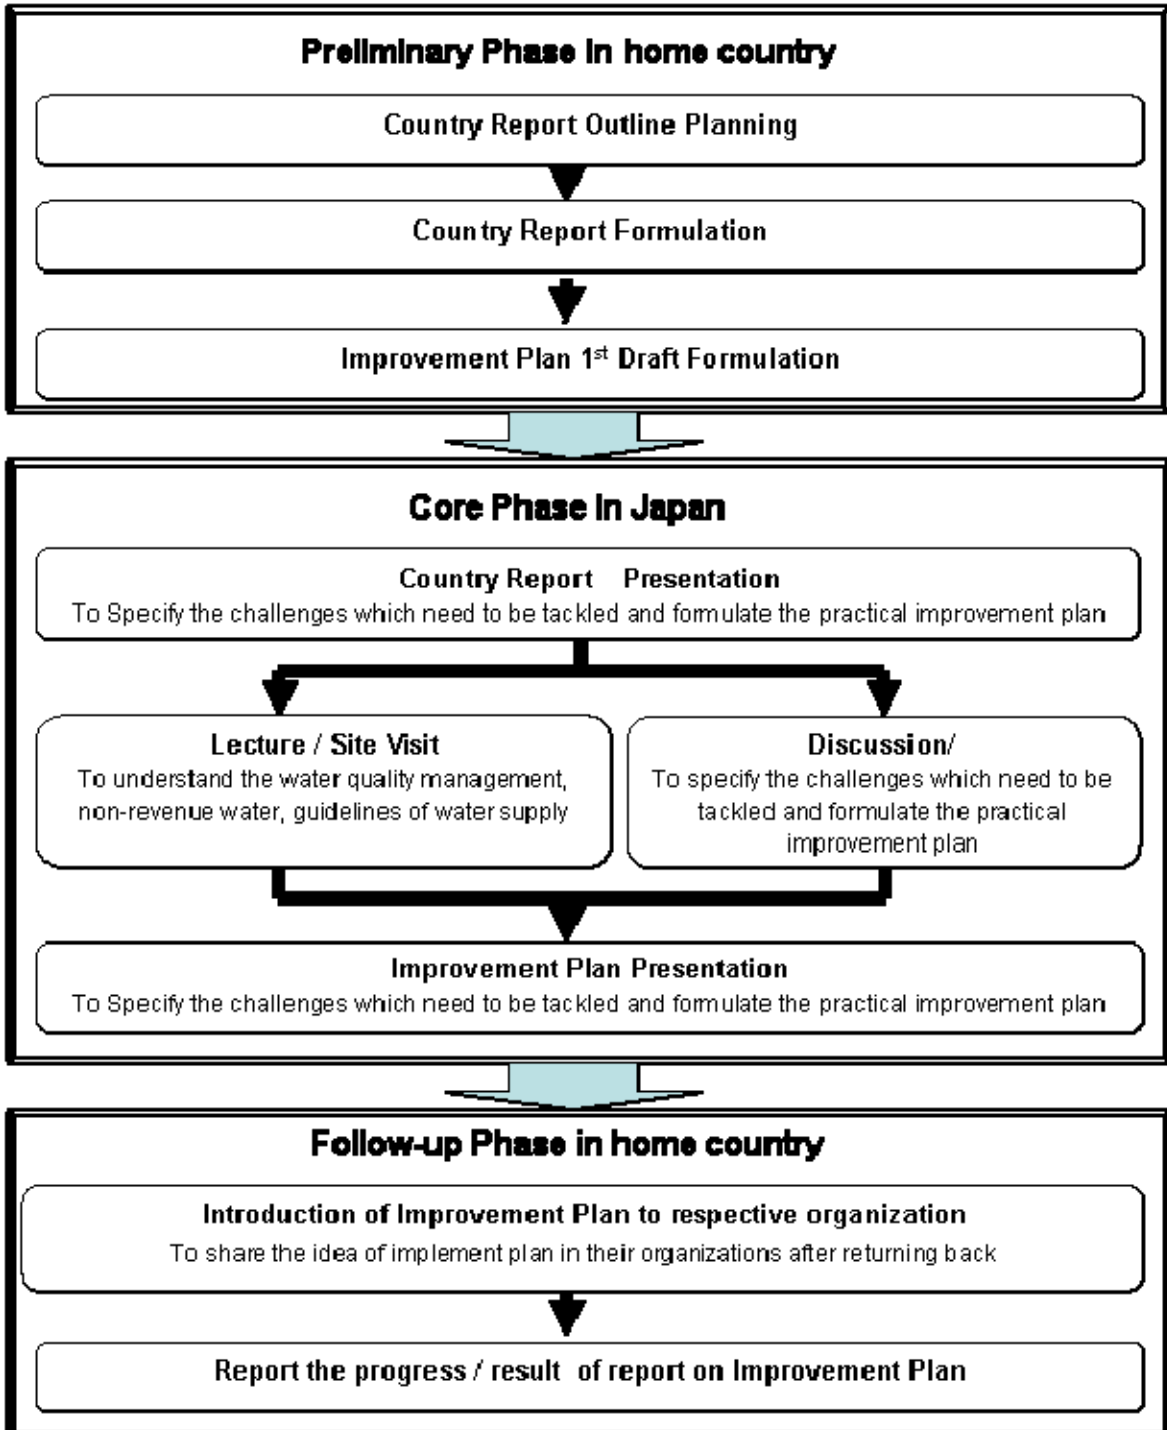 Preliminary Phase in home country
Country Report Outline Planning
Country Report Formulation
Improvement Plan 1st Draft Formulation
Core Phase in Japan
Country Report Presentation
To Specify the challenges which need to be tackled and formulate the practical improvement plan
Lecture / Site Visit
To understand the water quality management,
non-revenue water, guidelines of water supply
Discussion/
To specify the challenges which need to be
tackled and formulate the practical
improvement plan
Improvement Plan Presentation
To Specify the challenges which need to be tackled and formulate the practical improvement plan
Follow-up Phase in home country
Introduction of Improvement Plan to respective organization
To share the idea of implement plan in their organizations after returning back
Report the progress / result of report on Improvement Plan